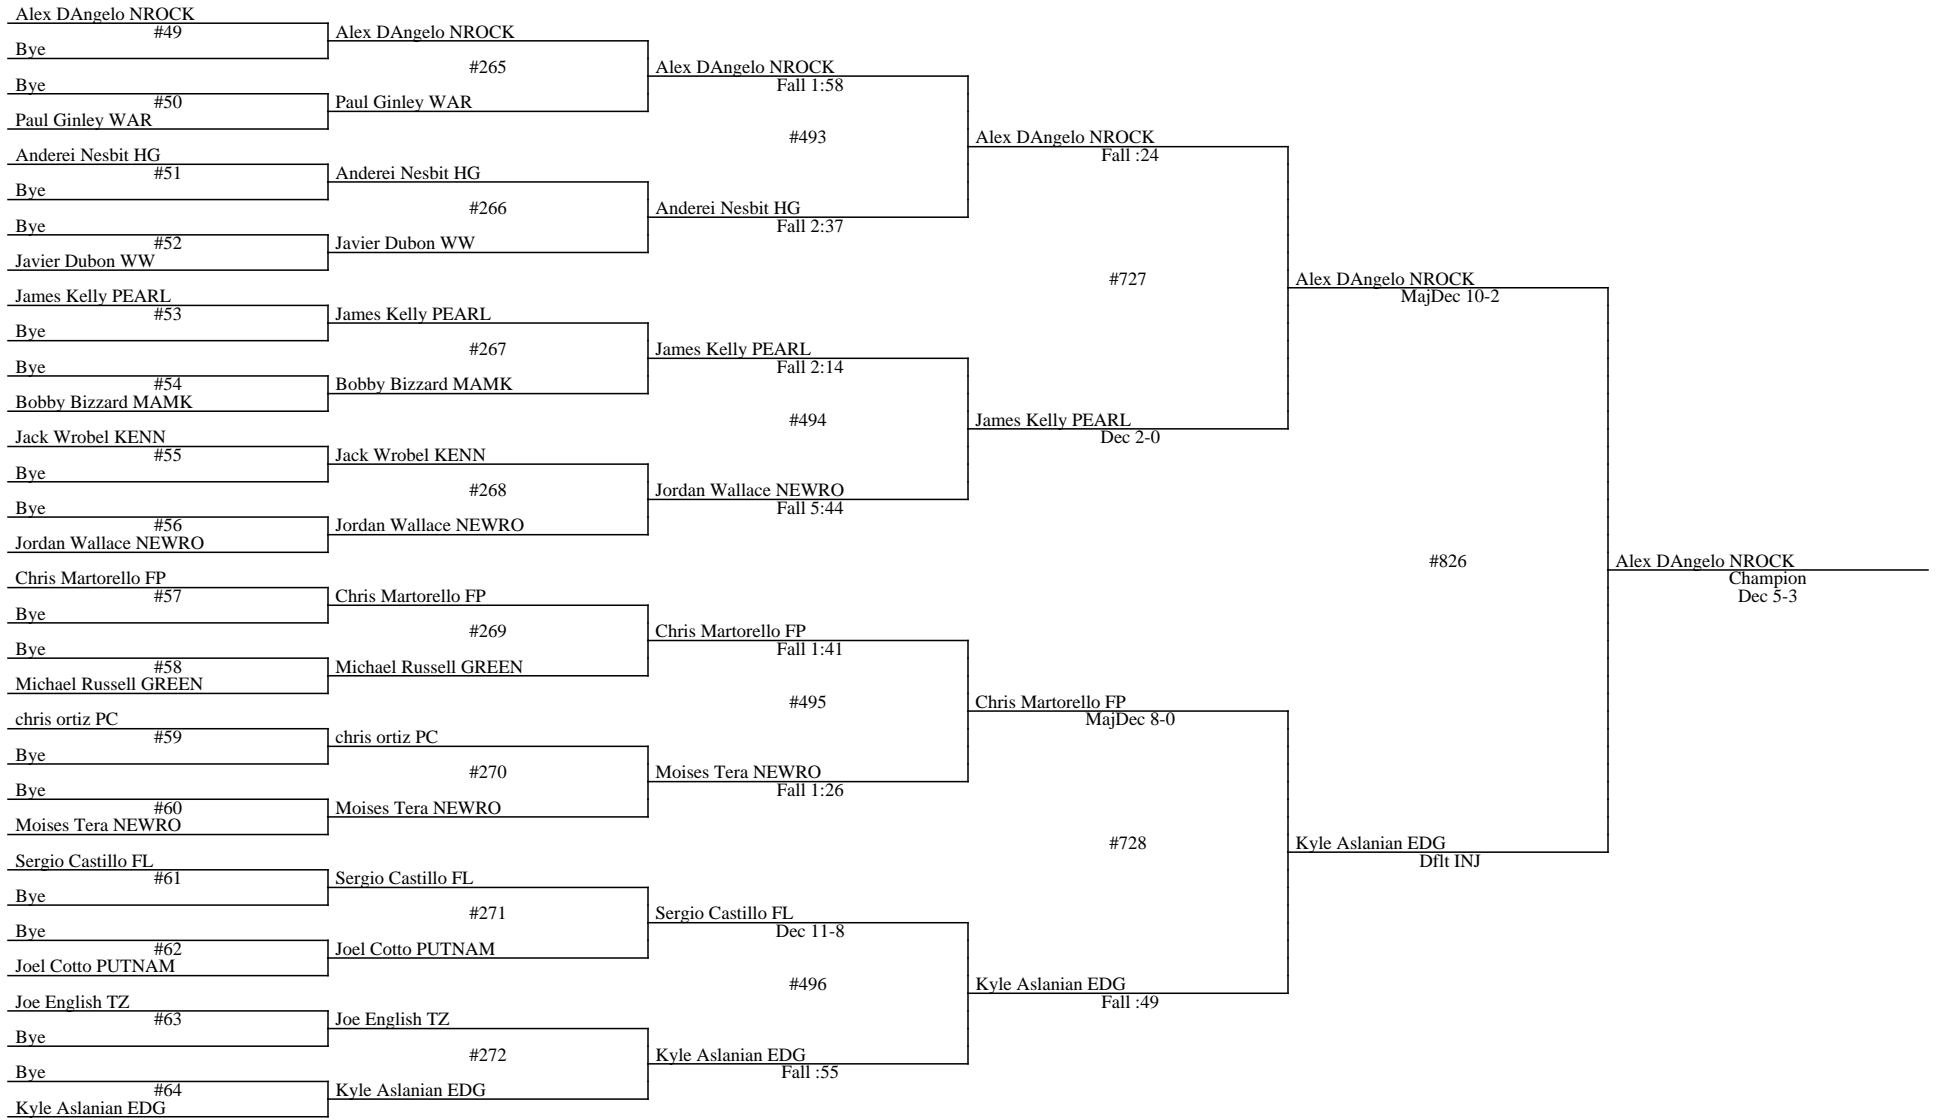 Alex DAngelo NROCK
#49
Bye
Bye
#50
Paul Ginley WAR
Anderei Nesbit HG
#51
Bye
Bye
#52
Javier Dubon WW
James Kelly PEARL
#53
Bye
Bye
#54
Bobby Bizzard MAMK
Jack Wrobel KENN
#55
Bye
Bye
#56
Jordan Wallace NEWRO
Chris Martorello FP
#57
Bye
Bye
#58
Michael Russell GREEN
chris ortiz PC
#59
Bye
Bye
#60
Moises Tera NEWRO
Sergio Castillo FL
#61
Bye
Bye
#62
Joel Cotto PUTNAM
Joe English TZ
#63
Bye
Bye
#64
Kyle Aslanian EDG
Alex DAngelo NROCK
#265
Paul Ginley WAR
Anderei Nesbit HG
#266
Javier Dubon WW
James Kelly PEARL
#267
Bobby Bizzard MAMK
Jack Wrobel KENN
#268
Jordan Wallace NEWRO
Chris Martorello FP
#269
Michael Russell GREEN
chris ortiz PC
#270
Moises Tera NEWRO
Sergio Castillo FL
#271
Joel Cotto PUTNAM
Joe English TZ
#272
Kyle Aslanian EDG
Alex DAngelo NROCK
Fall 1:58
#493
Anderei Nesbit HG
Fall 2:37
James Kelly PEARL
Fall 2:14
#494
Jordan Wallace NEWRO
Fall 5:44
Chris Martorello FP
Fall 1:41
#495
Moises Tera NEWRO
Fall 1:26
Sergio Castillo FL
Dec 11-8
#496
Kyle Aslanian EDG
Fall :55
Alex DAngelo NROCK
Fall :24
#727
James Kelly PEARL
Dec 2-0
Chris Martorello FP
MajDec 8-0
#728
Kyle Aslanian EDG
Fall :49
Alex DAngelo NROCK
MajDec 10-2
#826
Kyle Aslanian EDG
Dflt INJ
Alex DAngelo NROCK
Champion
Dec 5-3